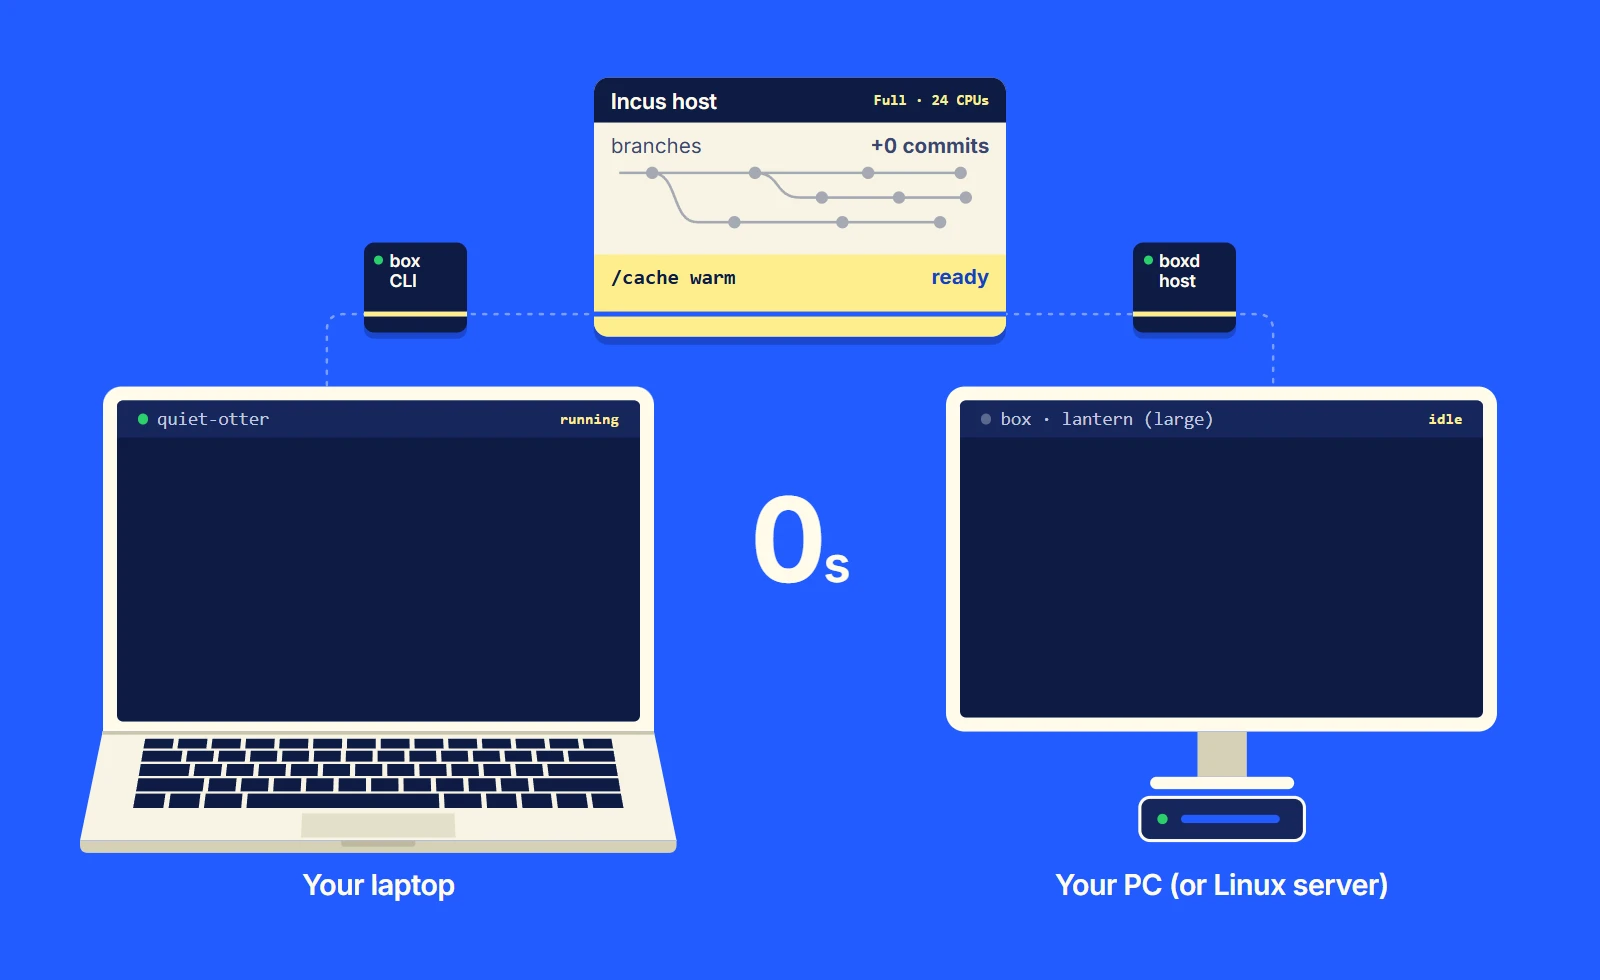 Incus host
Full · 24 CPUs
branches
+0 commits
/cache warm
ready
box
CLI
boxd
host
quiet-otter
running
box · lantern (large)
idle
0s
Your laptop
Your PC (or Linux server)